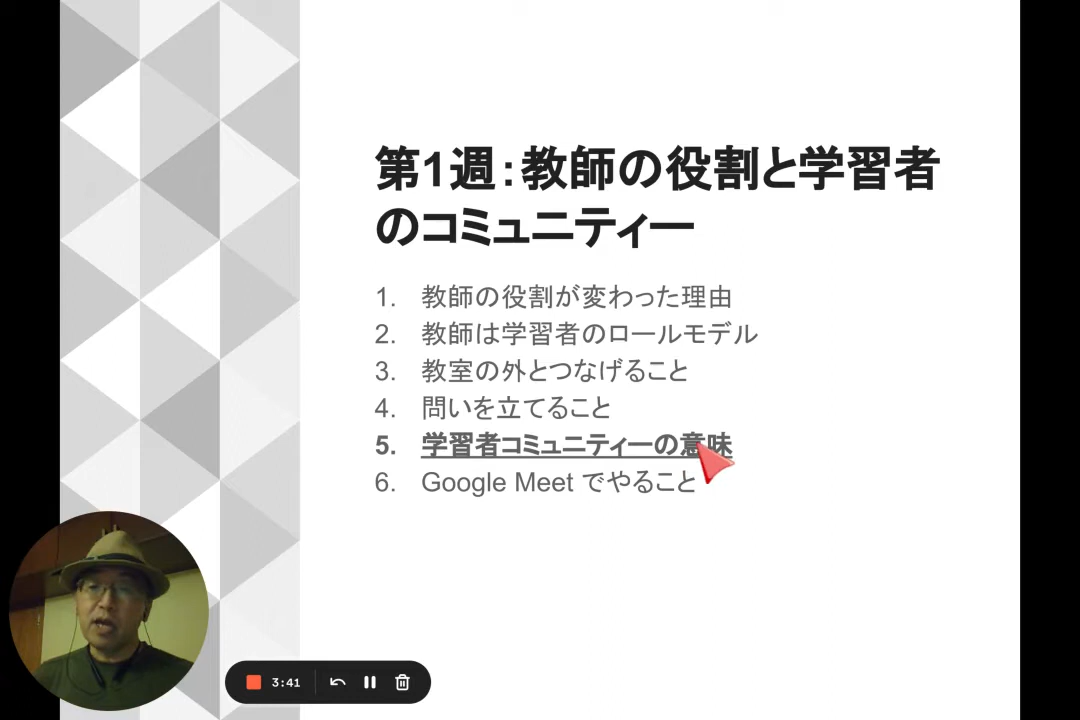 第1週：教師の役割と学習者
のコミュニティー
1. 教師の役割が変わった理由
2. 教師は学習者のロールモデル
3. 教室の外とつなげること
4. 問いを立てること
5. 学習者コミュニティーの意味
6. Google Meet でやること
3:41